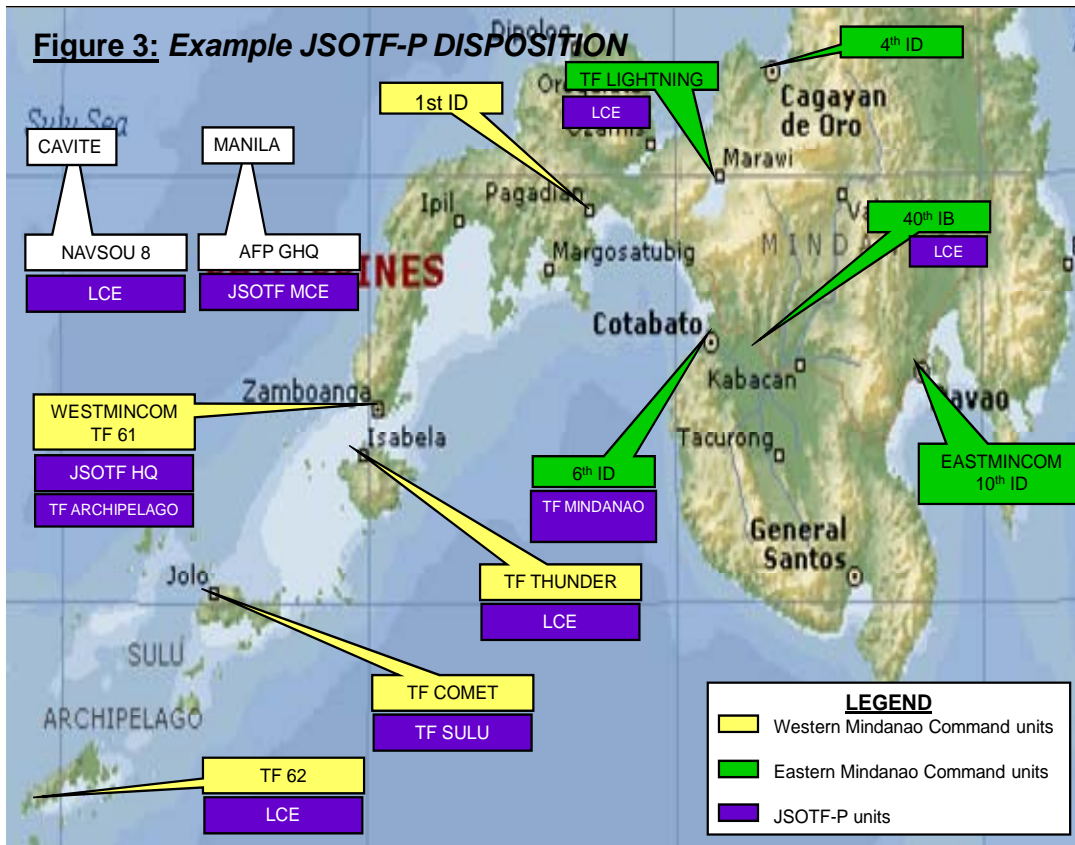 Figure 3: Example JSOTF-P DISPOSITION
Dipolog
4th ID
TF LIGHTNING
LCE
1st ID
Cagayan
de Oro
Sulu Sea
CAVITE
MANILA
Marawi
Ipil
Pagadian
40th IB
LCE
NAVSOU 8
LCE
AFP GHQ
JSOTF MCE
Margosatubig
Cotabato
Kabacan
Zamboanga
WESTMINCOM
TF 61
JSOTF HQ
TF ARCHIPELAGO
Isabela
Tacurong
6th ID
TF MINDANAO
EASTMINCOM
10th ID
General
Santos
TF THUNDER
LCE
Jolo
SULU
ARCHIPELAGO
TF COMET
TF SULU
TF 62
LCE
LEGEND
Western Mindanao Command units
Eastern Mindanao Command units
JSOTF-P units